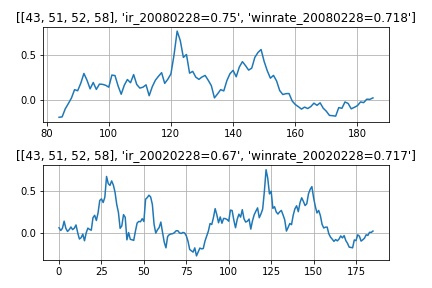 [[43, 51, 52, 58], 'ir_20080228=0.75', 'winrate_20080228=0.718']
0.5
0.0
80 100 120 140 160 180
[[43, 51, 52, 58], 'ir_20020228=0.67', 'winrate_20020228=0.717']
0.5
0.0
0 25 50 75 100 125 150 175